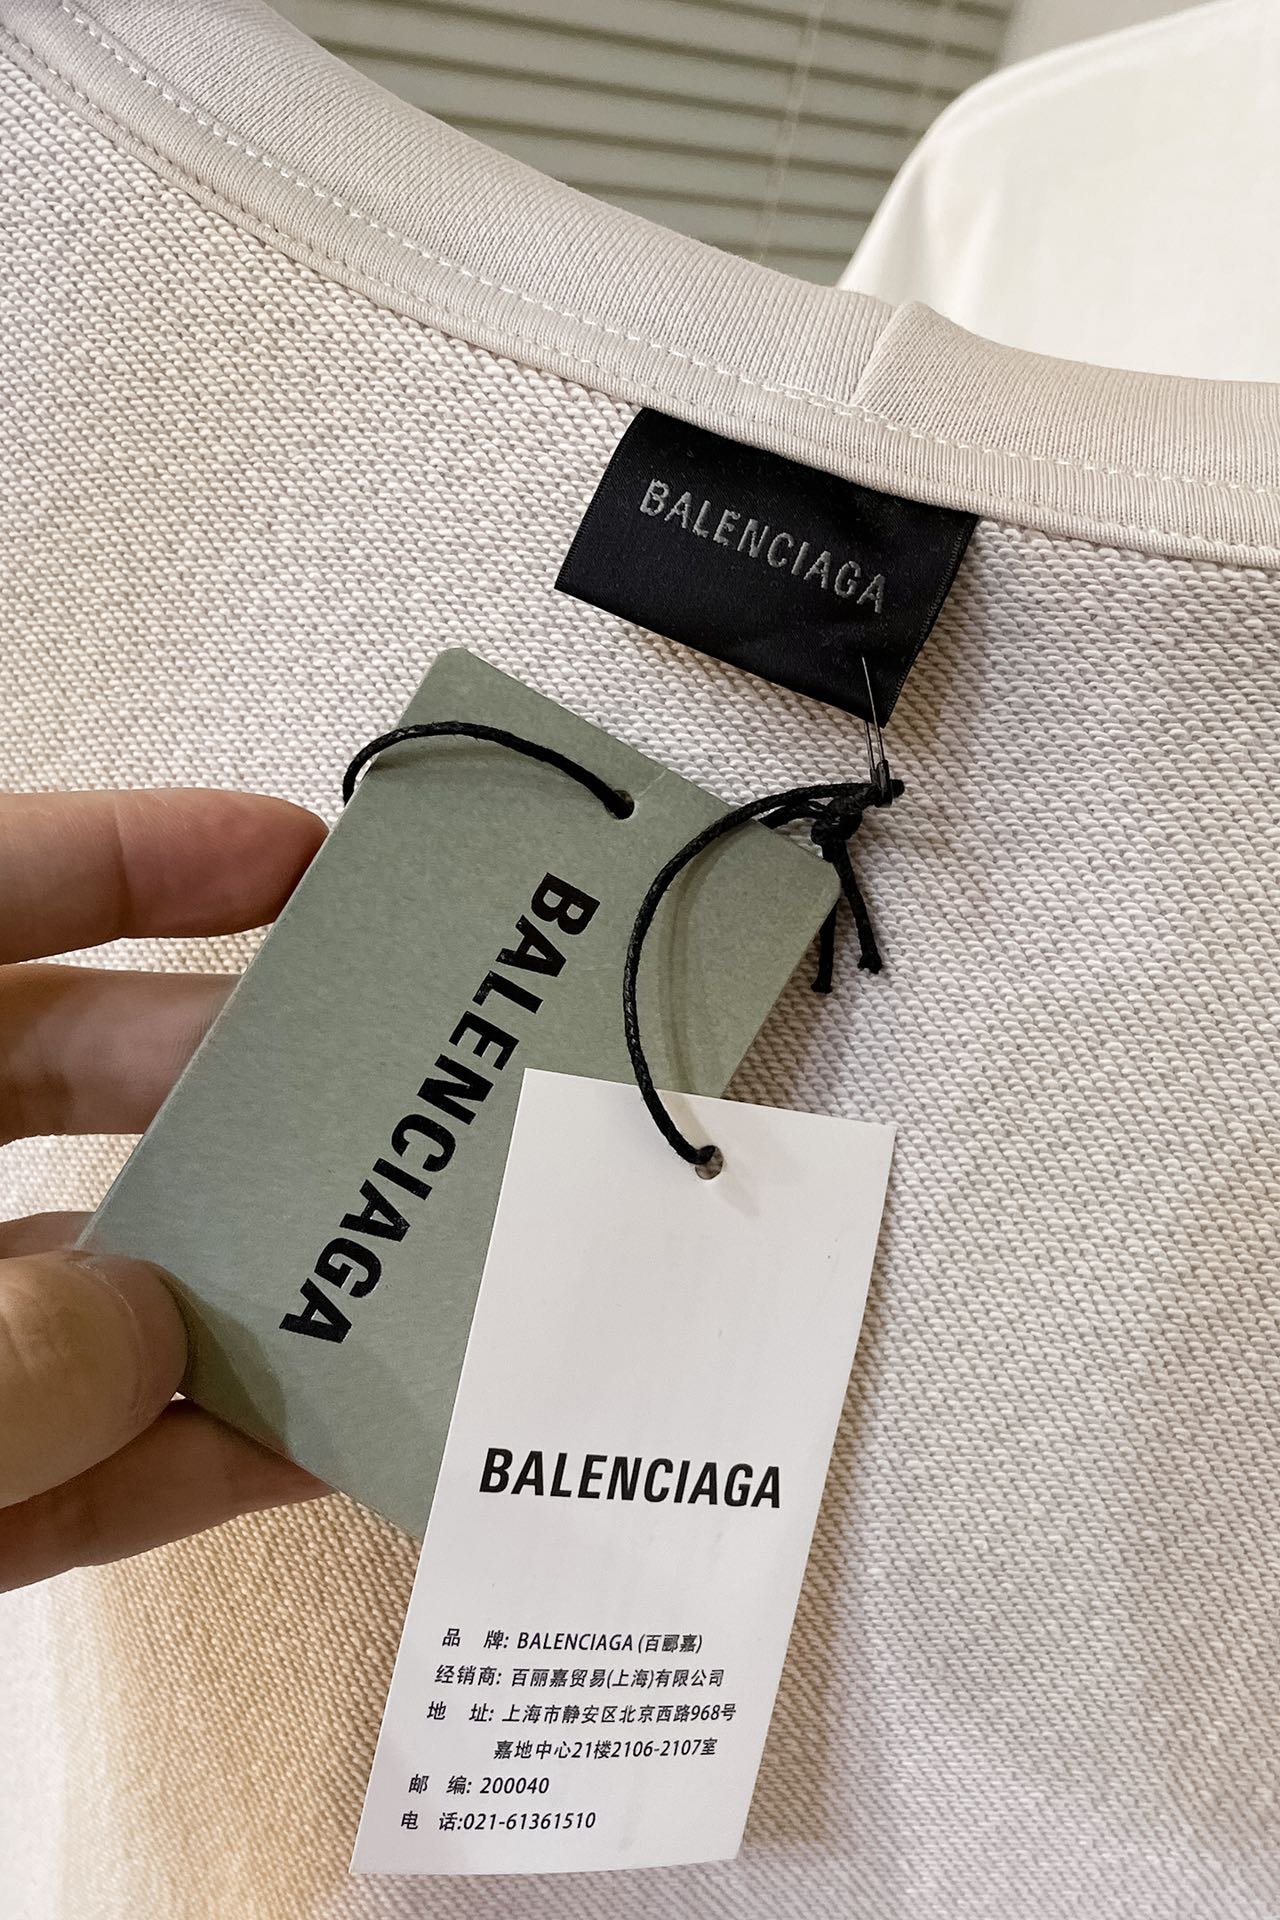 BALENCIAGA
BALENCIAGA
BALENCIAGA
品 牌: BALENCIAGA (百郦嘉)
经销商: 百丽嘉贸易(上海)有限公司
地 址: 上海市静安区北京西路968号
嘉地中心21楼2106-2107室
邮 编: 200040
电 话:021-61361510